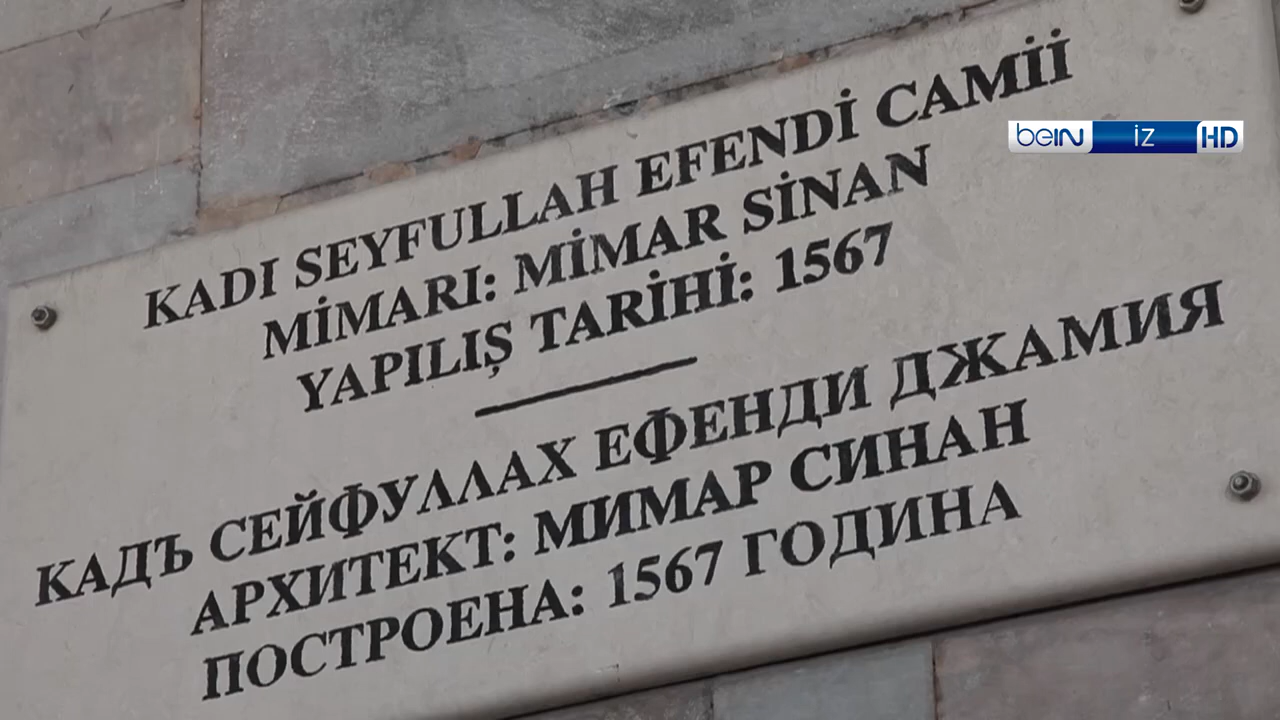 KADI SEYFULLAH EFENDİ CAMİİ
MİMARI: MİMAR SİNAN
YAPILIŞ TARİHİ: 1567
КАДЪ СЕЙФУЛЛАХ ЕФЕНДИ ДЖАМИЯ
АРХИТЕКТ: МИМАР СИНАН
ПОСТРОЕНА: 1567 ГОДИНА
beIN İZ HD